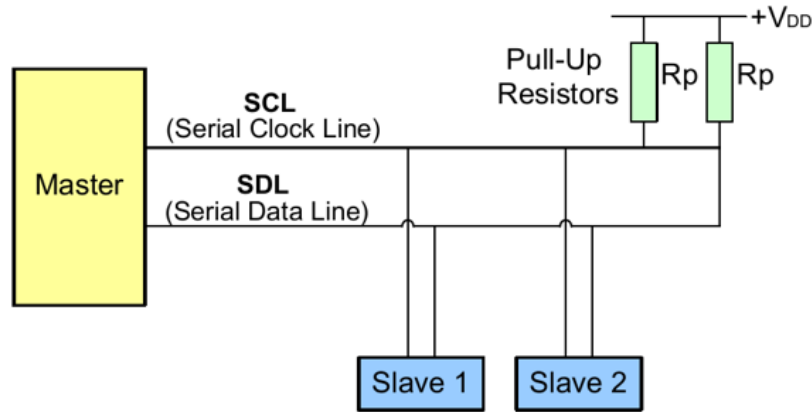 +VDD
Pull-Up
Resistors
Rp
Rp
SCL
(Serial Clock Line)
Master
SDL
(Serial Data Line)
Slave 1
Slave 2